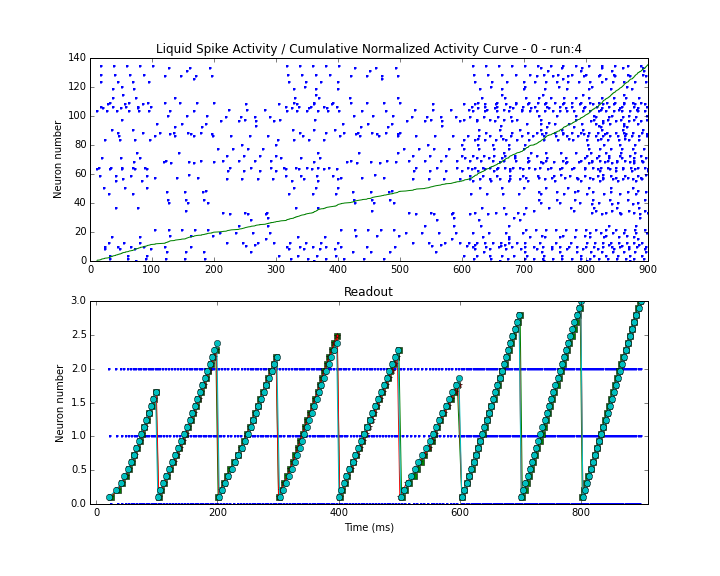 Liquid Spike Activity / Cumulative Normalized Activity Curve - 0 - run:4
140
120
100
80
60
40
20
0
Neuron number
0 100 200 300 400 500 600 700 800 900
Readout
3.0
2.5
2.0
1.5
1.0
0.5
0.0
Neuron number
0 200 400 600 800
Time (ms)